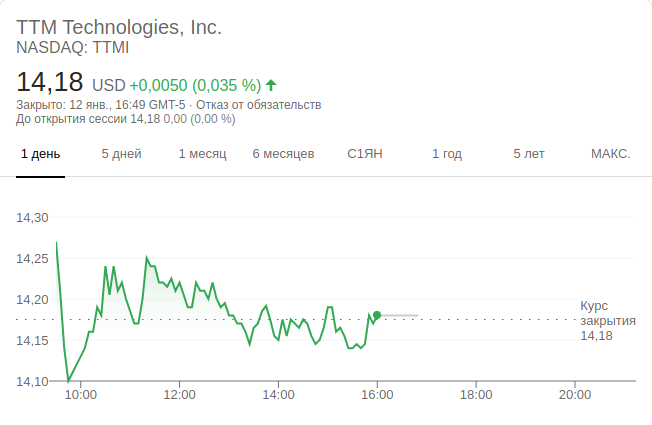 TTM Technologies, Inc.
NASDAQ: TTMI
14,18 USD +0,0050 (0,035 %)
Закрыто: 12 янв., 16:49 GMT-5 · Отказ от обязательств
До открытия сессии 14,18 0,00 (0,00 %)
1 день 5 дней 1 месяц 6 месяцев С1ЯН 1 год 5 лет МАКС.
14,30
14,25
14,20
14,15
14,10
Курс
закрытия
14,18
10:00 12:00 14:00 16:00 18:00 20:00